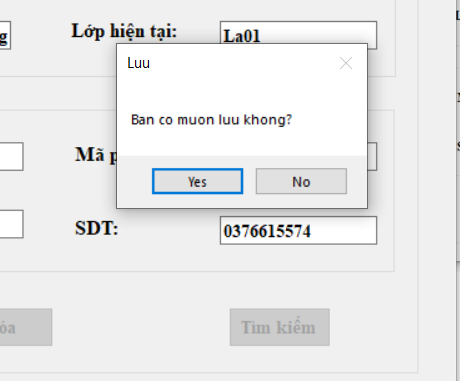 Lớp hiện tại: La01
Luu
Ban co muon luu khong?
Mã
Yes No
SDT: 0376615574
Tìm kiếm